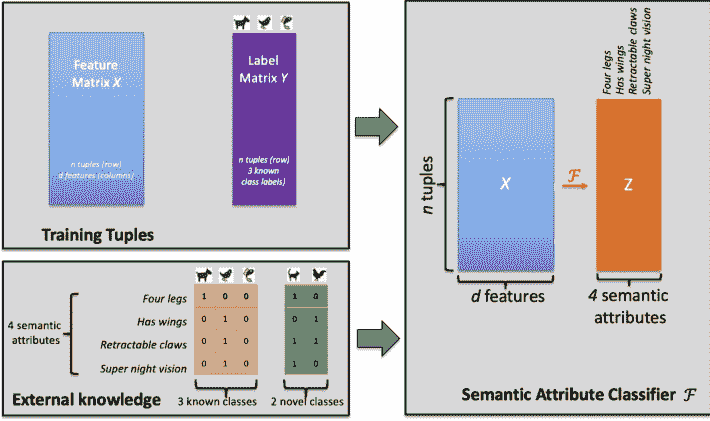 Feature
Matrix X
n tuples (row)
d features (columns)
Label
Matrix Y
n tuples (row)
3 known
class labels)
Training Tuples
4 semantic
attributes
Four legs 1 0 0 1 0
Has wings 0 1 0 0 1
Retractable claws 0 1 0 1 1
Super night vision 0 1 0 1 0
3 known classes 2 novel classes
External knowledge
Four legs
Has wings
Retractable claws
Super night vision
n tuples
X
ℱ
Z
d features
4 semantic
attributes
Semantic Attribute Classifier ℱ